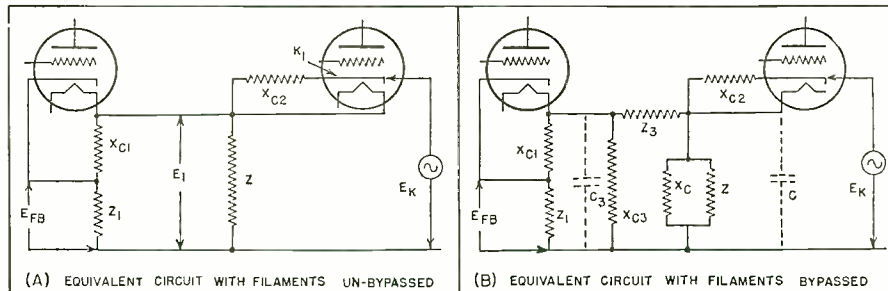 K1
XC2
XC1
E1
Z
EK
EFB
Z1
(A) EQUIVALENT CIRCUIT WITH FILAMENTS UN-BYPASSED
XC2
Z3
XC1
C3
XC
Z
C
EK
EFB
Z1
XC3
(B) EQUIVALENT CIRCUIT WITH FILAMENTS BYPASSED